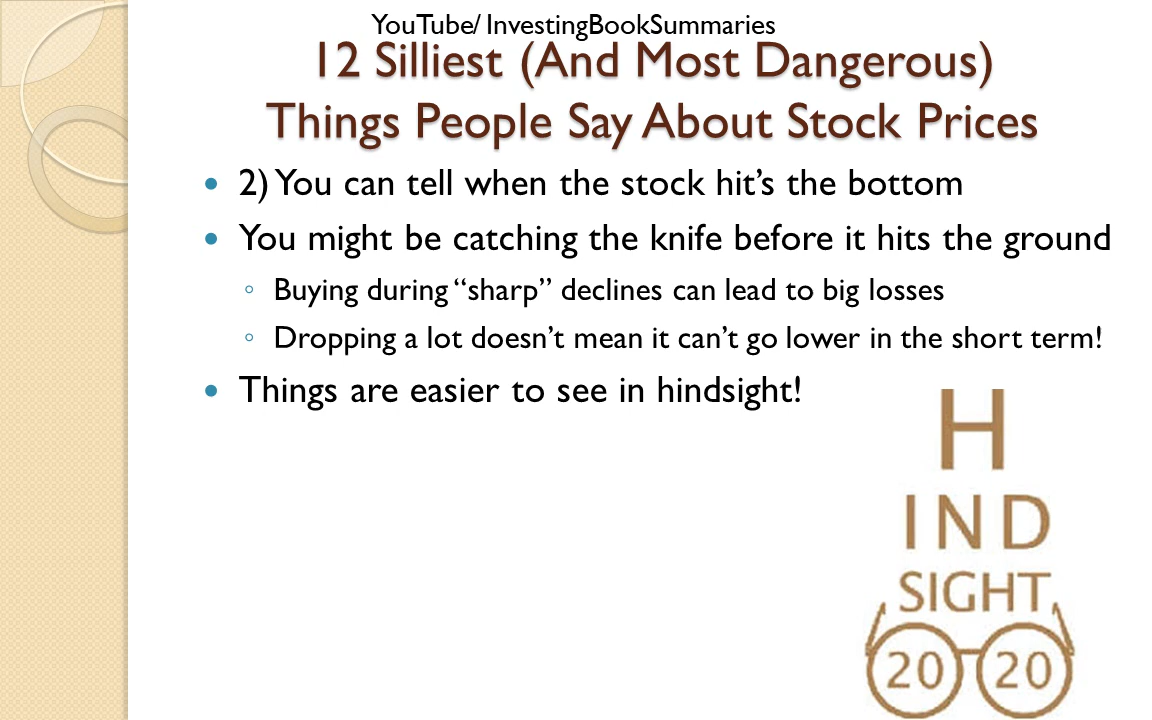 YouTube/ InvestingBookSummaries
12 Silliest (And Most Dangerous)
Things People Say About Stock Prices
2) You can tell when the stock hit’s the bottom
You might be catching the knife before it hits the ground
Buying during “sharp” declines can lead to big losses
Dropping a lot doesn’t mean it can’t go lower in the short term!
Things are easier to see in hindsight!
H
IND
SIGHT
20 20